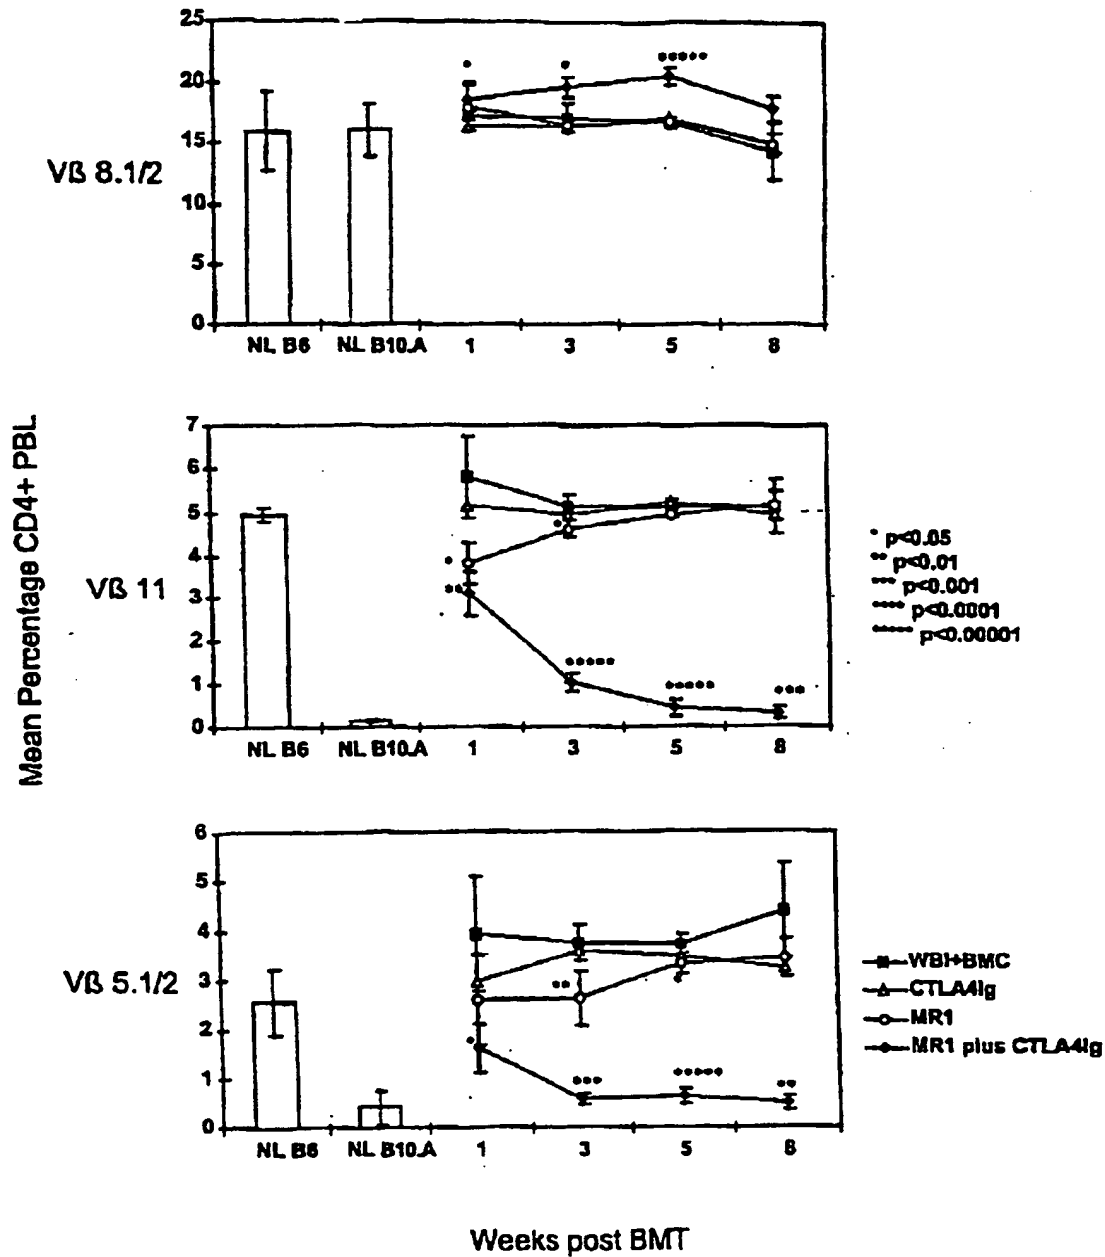 Mean Percentage CD4+ PBL
Vß 8.1/2
25
20
15
10
5
0
*
*
*****
NL B6 NL B10.A 1 3 5 8
Vß 11
7
6
5
4
3
2
1
0
*
*
**
*****
*****
***
NL B6 NL B10.A 1 3 5 8
* p<0.05
** p<0.01
*** p<0.001
**** p<0.0001
***** p<0.00001
Vß 5.1/2
6
5
4
3
2
1
0
**
*
*
***
*****
**
NL B6 NL B10.A 1 3 5 8
WBI+BMC
CTLA4Ig
MR1
MR1 plus CTLA4Ig
Weeks post BMT